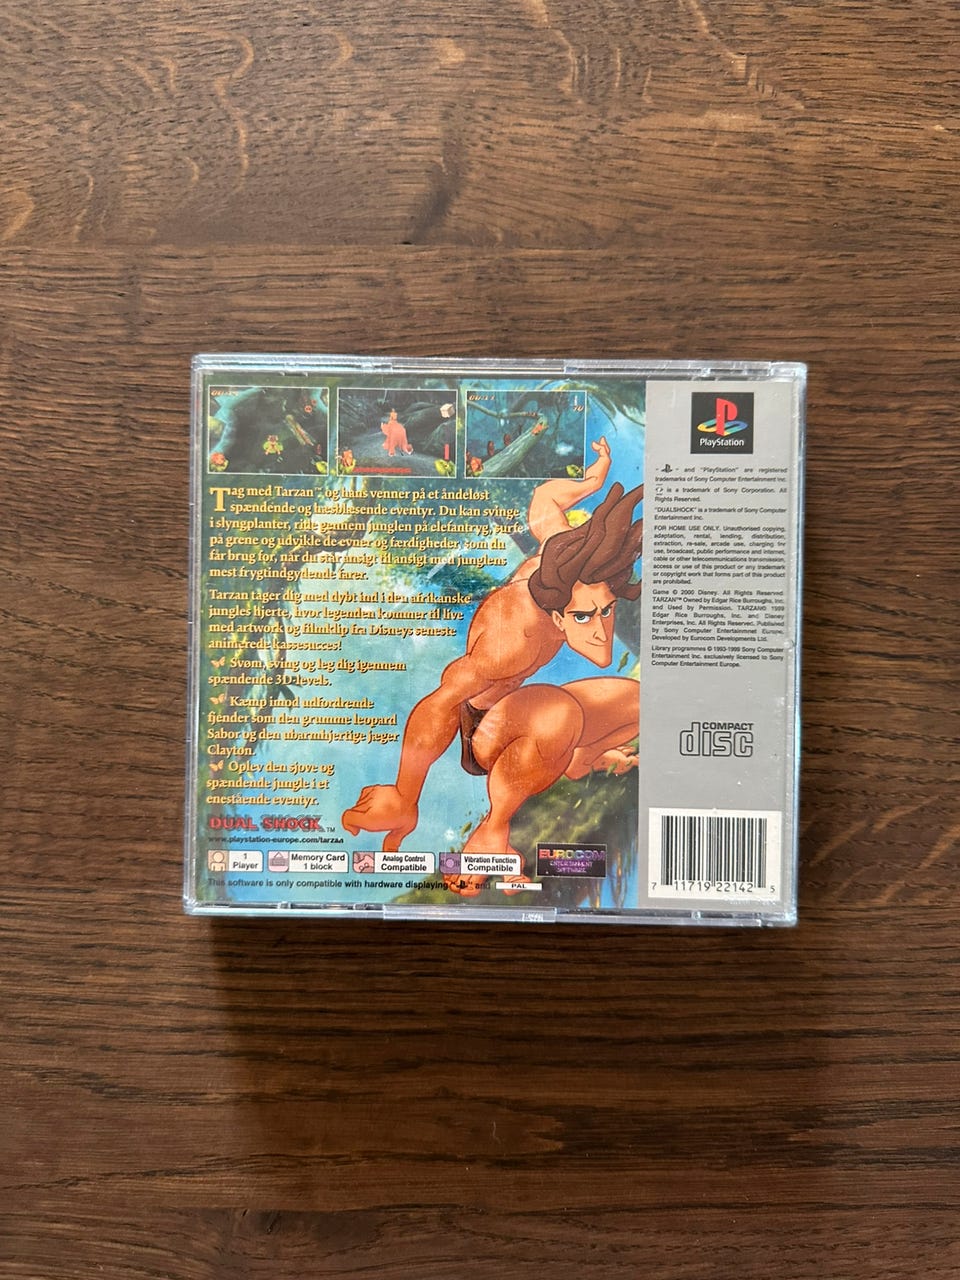 Tag med Tarzan™ og hans venner på et åndeløst
spændende og hæsblæsende eventyr. Du kan svinge
i slyngplanter, ride gennem junglen på elefantryg, surfe
på grene og udvikle de evner og færdigheder, som du
får brug for, når du står ansigt til ansigt med junglens
mest frygtindgydende farer.
Tarzan tager dig med dybt ind i den afrikanske
jungles hjerte, hvor legenden kommer til live
med artwork og filmklip fra Disneys seneste
animerede kassesucces!
Svøm, sving og leg dig igennem
spændende 3D-levels.
Kæmp imod udfordrende
fjender som den grumme leopard
Sabor og den ubarmhjertige jæger
Clayton.
Oplev den sjove og
spændende jungle i et
enestående eventyr.
DUAL SHOCK™
www.playstation-europe.com/tarzan
1
Player
Memory Card
1 block
Analog Control
Compatible
Vibration Function
Compatible
EUROCOM
ENTERTAINMENT
SOFTWARE
This software is only compatible with hardware displaying " " and PAL
PlayStation
" " and "PlayStation" are registered
trademarks of Sony Computer Entertainment Inc.
is a trademark of Sony Corporation. All
Rights Reserved.
"DUALSHOCK" is a trademark of Sony Computer
Entertainment Inc.
FOR HOME USE ONLY. Unauthorised copying,
adaptation, rental, lending, distribution,
extraction, re-sale, arcade use, charging for
use, broadcast, public performance and internet,
cable or other telecommunications transmission,
access or use of this product or any trademark
or copyright work that forms part of this product
are prohibited.
Game © 2000 Disney. All Rights Reserved.
TARZAN™ Owned by Edgar Rice Burroughs, Inc.
and Used by Permission. TARZAN® 1999
Edgar Rice Burroughs, Inc. and Disney
Enterprises, Inc. All Rights Reserved. Published
by Sony Computer Entertainmnet Europe.
Developed by Eurocom Developments Ltd.
Library programmes © 1993-1999 Sony Computer
Entertainment Inc. exclusively licensed to Sony
Computer Entertainment Europe.
COMPACT
disc
7 11719 22142 5